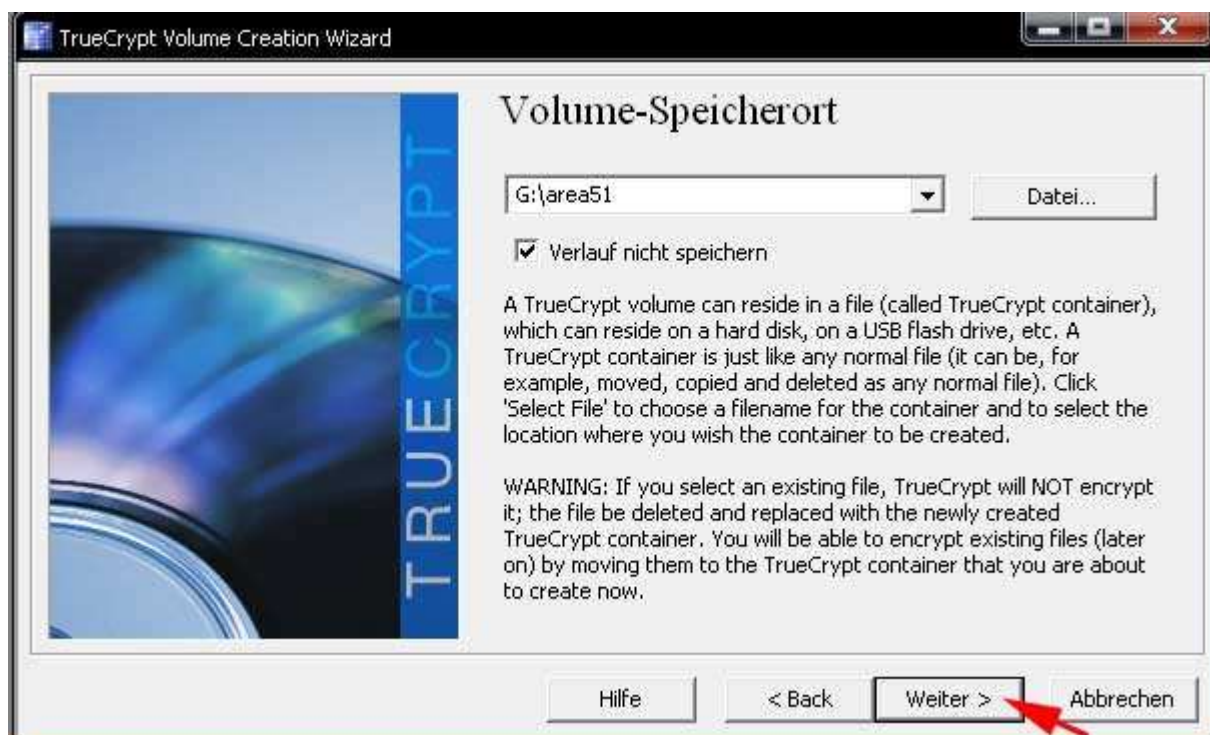 TrueCrypt Volume Creation Wizard
TRUECRYPT
Volume-Speicherort
G:\area51
Datei...
Verlauf nicht speichern
A TrueCrypt volume can reside in a file (called TrueCrypt container),
which can reside on a hard disk, on a USB flash drive, etc. A
TrueCrypt container is just like any normal file (it can be, for
example, moved, copied and deleted as any normal file). Click
'Select File' to choose a filename for the container and to select the
location where you wish the container to be created.
WARNING: If you select an existing file, TrueCrypt will NOT encrypt
it; the file be deleted and replaced with the newly created
TrueCrypt container. You will be able to encrypt existing files (later
on) by moving them to the TrueCrypt container that you are about
to create now.
Hilfe
< Back
Weiter >
Abbrechen